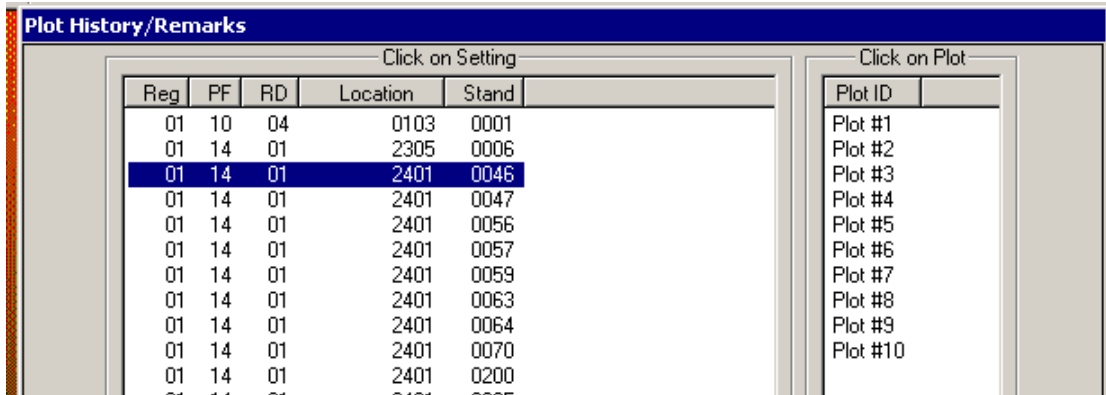 Plot History/Remarks
Click on Setting
Reg PF RD Location Stand
01 10 04 0103 0001
01 14 01 2305 0006
01 14 01 2401 0046
01 14 01 2401 0047
01 14 01 2401 0056
01 14 01 2401 0057
01 14 01 2401 0059
01 14 01 2401 0063
01 14 01 2401 0064
01 14 01 2401 0070
01 14 01 2401 0200
Click on Plot
Plot ID
Plot #1
Plot #2
Plot #3
Plot #4
Plot #5
Plot #6
Plot #7
Plot #8
Plot #9
Plot #10